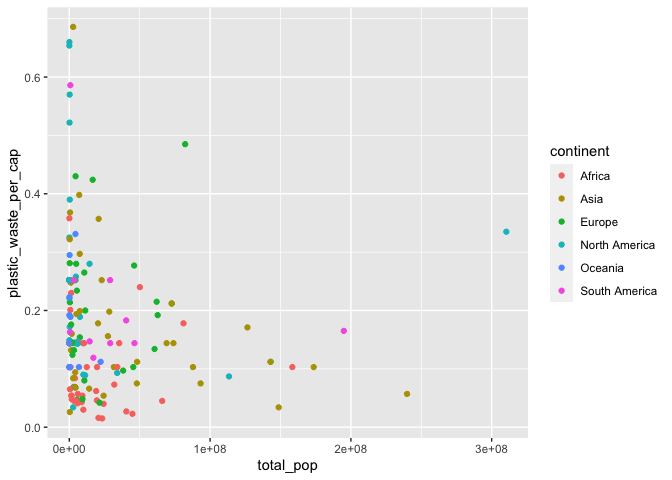 plastic_waste_per_cap
0.6
0.4
0.2
0.0
0e+00 1e+08 2e+08 3e+08
total_pop
continent
Africa
Asia
Europe
North America
Oceania
South America